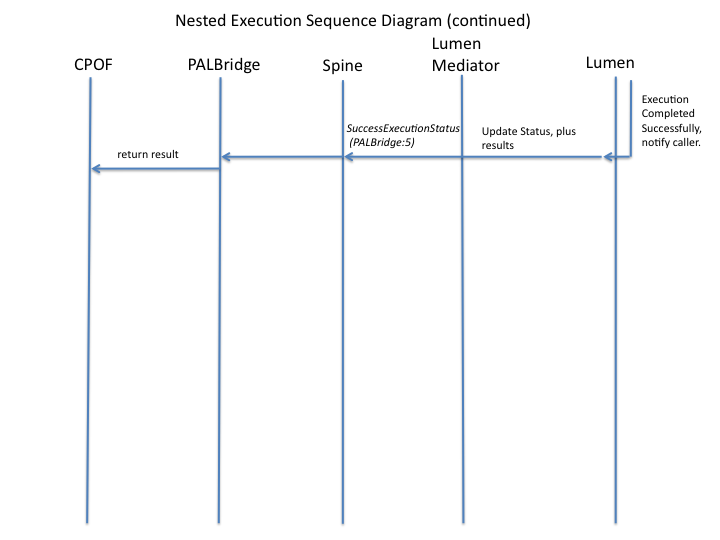 Nested Execution Sequence Diagram (continued)
CPOF
PALBridge
Spine
Lumen
Mediator
Lumen
Execution
Completed
Successfully,
notify caller.
SuccessExecutionStatus
(PALBridge:5)
Update Status, plus
results
return result